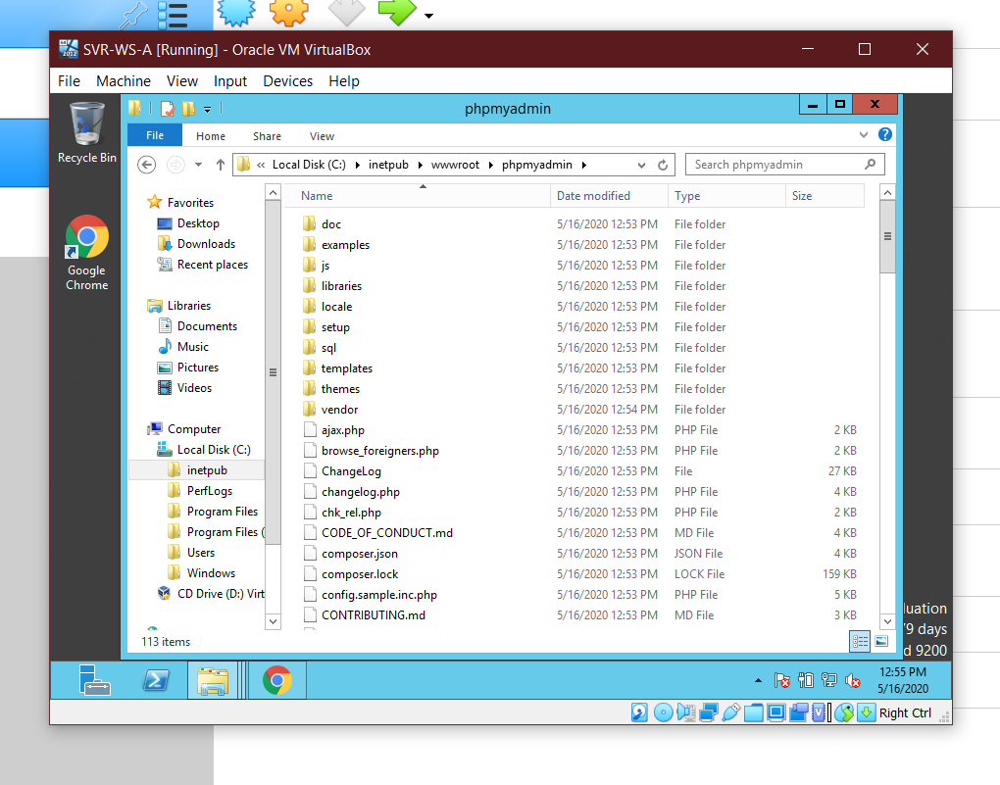 SVR-WS-A [Running] - Oracle VM VirtualBox
File Machine View Input Devices Help
phpmyadmin
File Home Share View
« Local Disk (C:) inetpub wwwroot phpmyadmin Search phpmyadmin
Recycle Bin
Google
Chrome
Favorites
Desktop
Downloads
Recent places
Libraries
Documents
Music
Pictures
Videos
Computer
Local Disk (C:)
inetpub
PerfLogs
Program Files
Program Files (
Users
Windows
CD Drive (D:) Virt
Name Date modified Type Size
doc 5/16/2020 12:53 PM File folder
examples 5/16/2020 12:53 PM File folder
js 5/16/2020 12:53 PM File folder
libraries 5/16/2020 12:53 PM File folder
locale 5/16/2020 12:53 PM File folder
setup 5/16/2020 12:53 PM File folder
sql 5/16/2020 12:53 PM File folder
templates 5/16/2020 12:53 PM File folder
themes 5/16/2020 12:53 PM File folder
vendor 5/16/2020 12:54 PM File folder
ajax.php 5/16/2020 12:53 PM PHP File 2 KB
browse_foreigners.php 5/16/2020 12:53 PM PHP File 2 KB
ChangeLog 5/16/2020 12:53 PM File 27 KB
changelog.php 5/16/2020 12:53 PM PHP File 4 KB
chk_rel.php 5/16/2020 12:53 PM PHP File 2 KB
CODE_OF_CONDUCT.md 5/16/2020 12:53 PM MD File 4 KB
composer.json 5/16/2020 12:53 PM JSON File 4 KB
composer.lock 5/16/2020 12:53 PM LOCK File 159 KB
config.sample.inc.php 5/16/2020 12:53 PM PHP File 5 KB
CONTRIBUTING.md 5/16/2020 12:53 PM MD File 3 KB
113 items
luation
9 days
d 9200
12:55 PM
5/16/2020
Right Ctrl